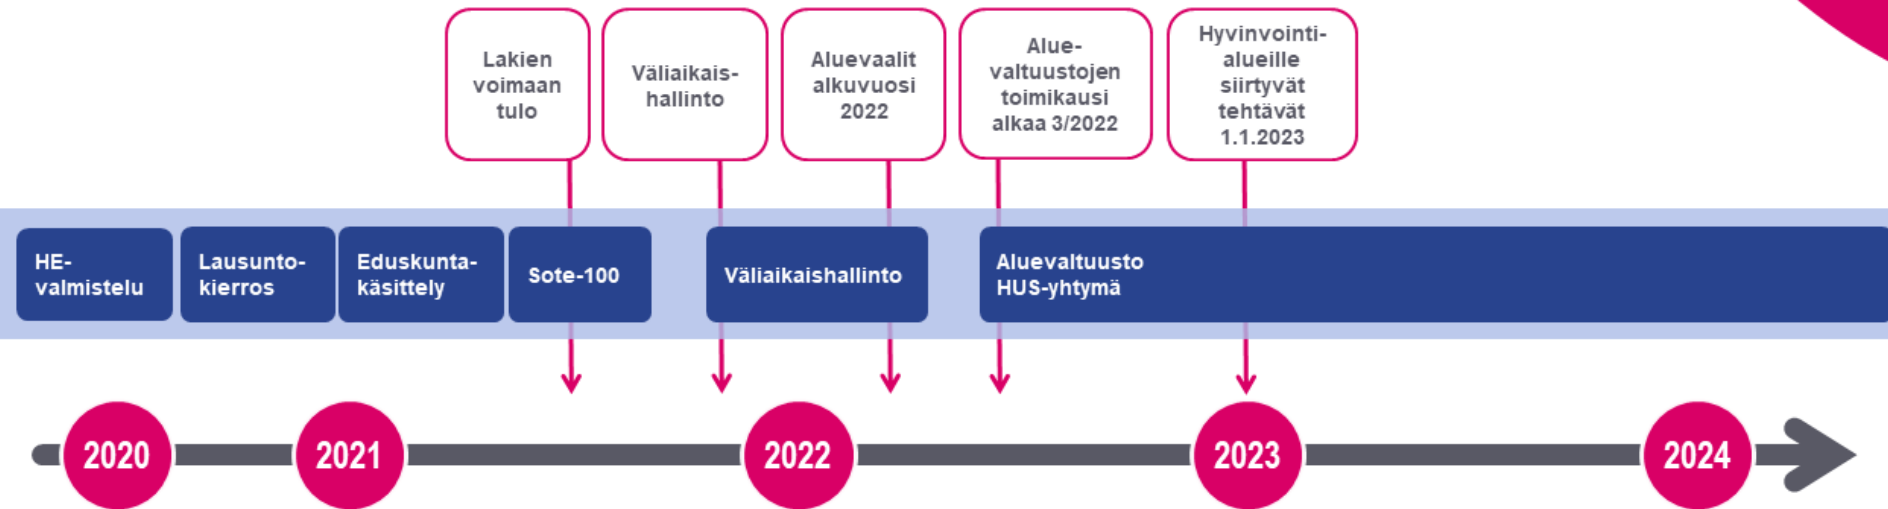 Lakien
voimaan
tulo
Väliaikais-
hallinto
Aluevaalit
alkuvuosi
2022
Alue-
valtuustojen
toimikausi
alkaa 3/2022
Hyvinvointi-
alueille
siirtyvät
tehtävät
1.1.2023
HE-
valmistelu
Lausunto-
kierros
Eduskunta-
käsittely
Sote-100
Väliaikaishallinto
Aluevaltuusto
HUS-yhtymä
2020
2021
2022
2023
2024